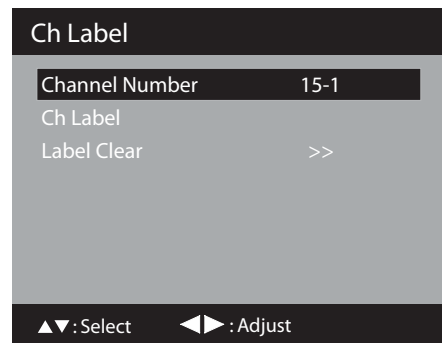 Ch Label
Channel Number 15-1
Ch Label
Label Clear >>
▲▼: Select ◀▶ : Adjust